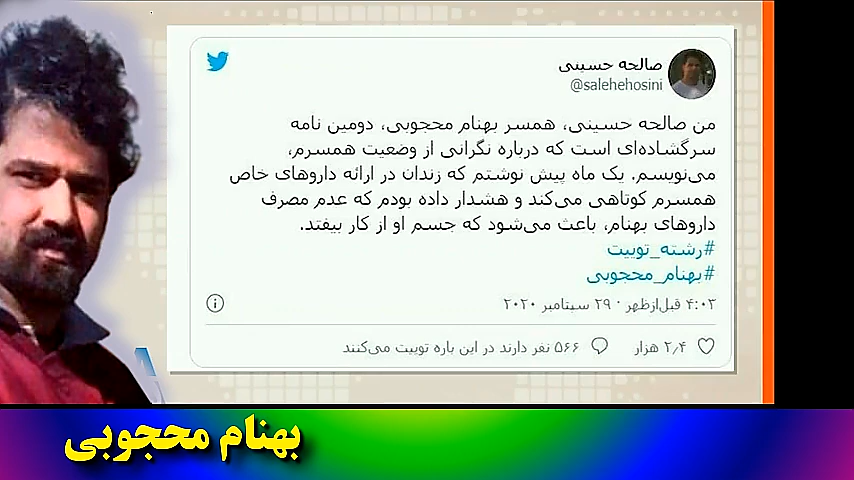 صالحه حسینی
@salehehosini
من صالحه حسینی، همسر بهنام محجوبی، دومین نامه
سرگشاده‌ای است که درباره نگرانی از وضعیت همسرم،
می‌نویسم. یک ماه پیش نوشتم که زندان در ارائه داروهای خاص
همسرم کوتاهی می‌کند و هشدار داده بودم که عدم مصرف
داروهای بهنام، باعث می‌شود که جسم او از کار بیفتد.
#رشته_توییت
#بهنام_محجوبی
۴:۰۲ قبل‌ازظهر · ۲۹ سپتامبر ۲۰۲۰
۲٫۴ هزار ۵۶۶ نفر دارند در این باره توییت می‌کنند
بهنام محجوبی